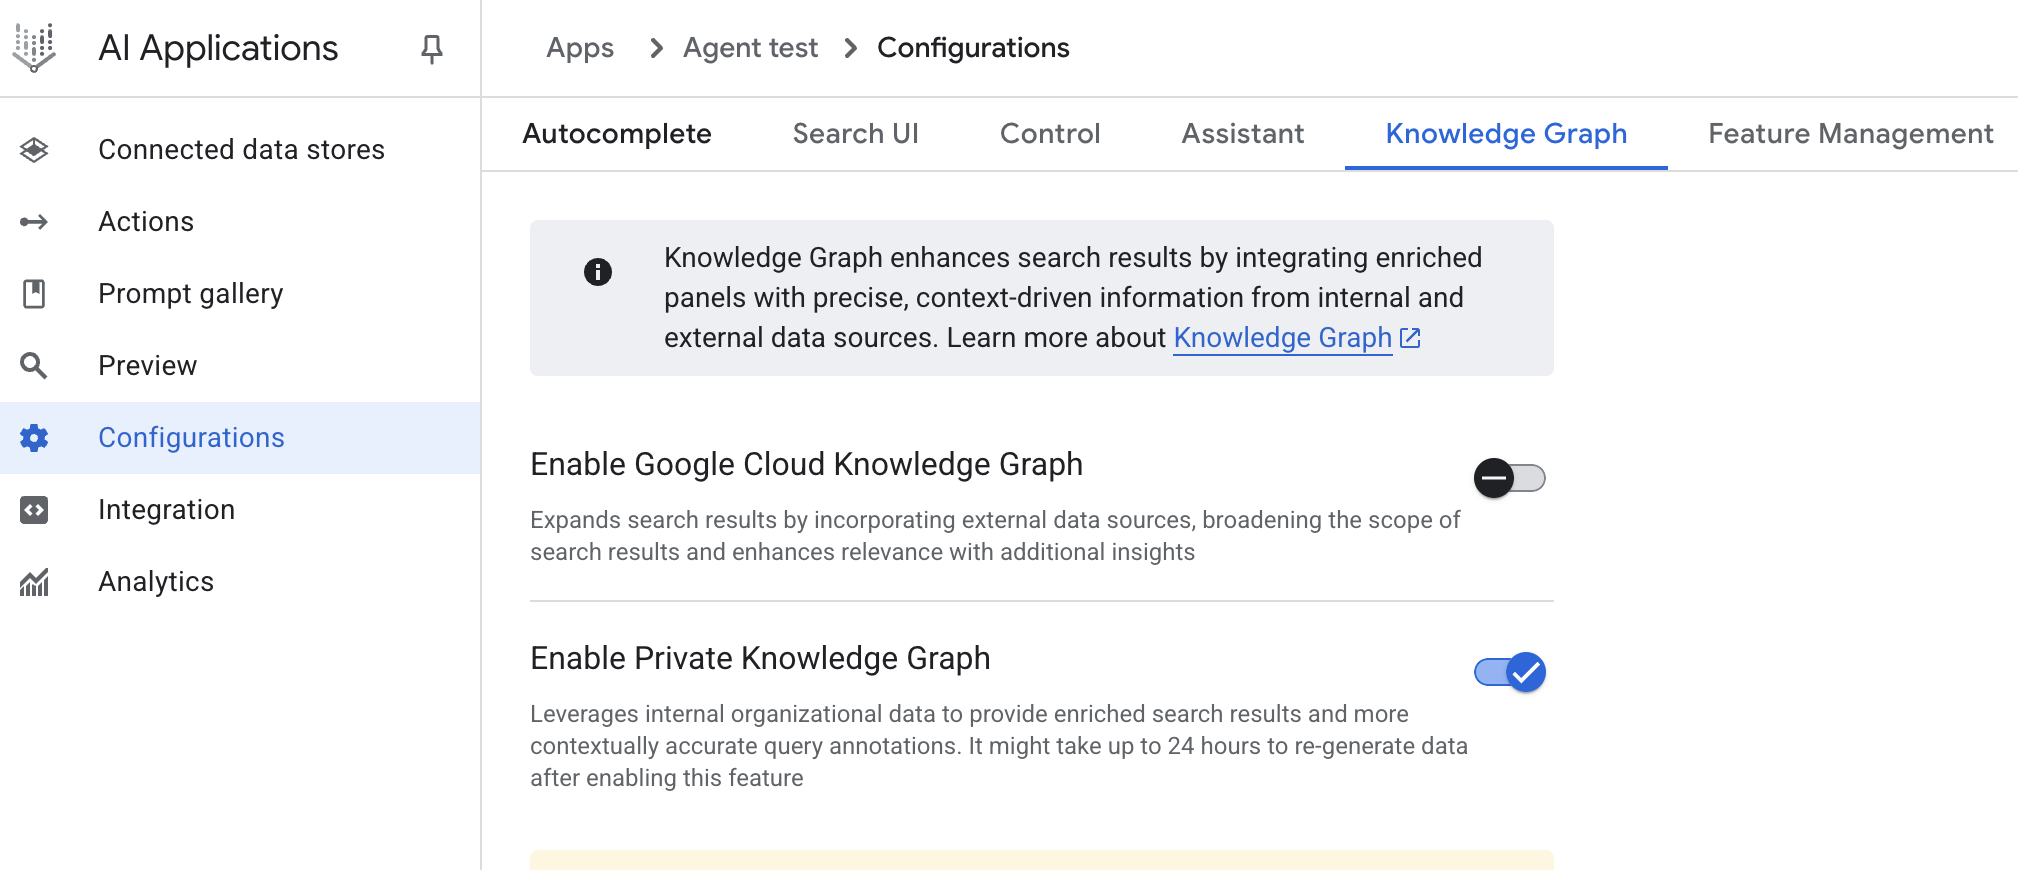 AI Applications
Apps
Agent test
Configurations
Connected data stores
Actions
Prompt gallery
Preview
Configurations
Integration
Analytics
Autocomplete
Search UI
Control
Assistant
Knowledge Graph
Feature Management
Knowledge Graph enhances search results by integrating enriched
panels with precise, context-driven information from internal and
external data sources. Learn more about Knowledge Graph
Enable Google Cloud Knowledge Graph
Expands search results by incorporating external data sources, broadening the scope of
search results and enhances relevance with additional insights
Enable Private Knowledge Graph
Leverages internal organizational data to provide enriched search results and more
contextually accurate query annotations. It might take up to 24 hours to re-generate data
after enabling this feature